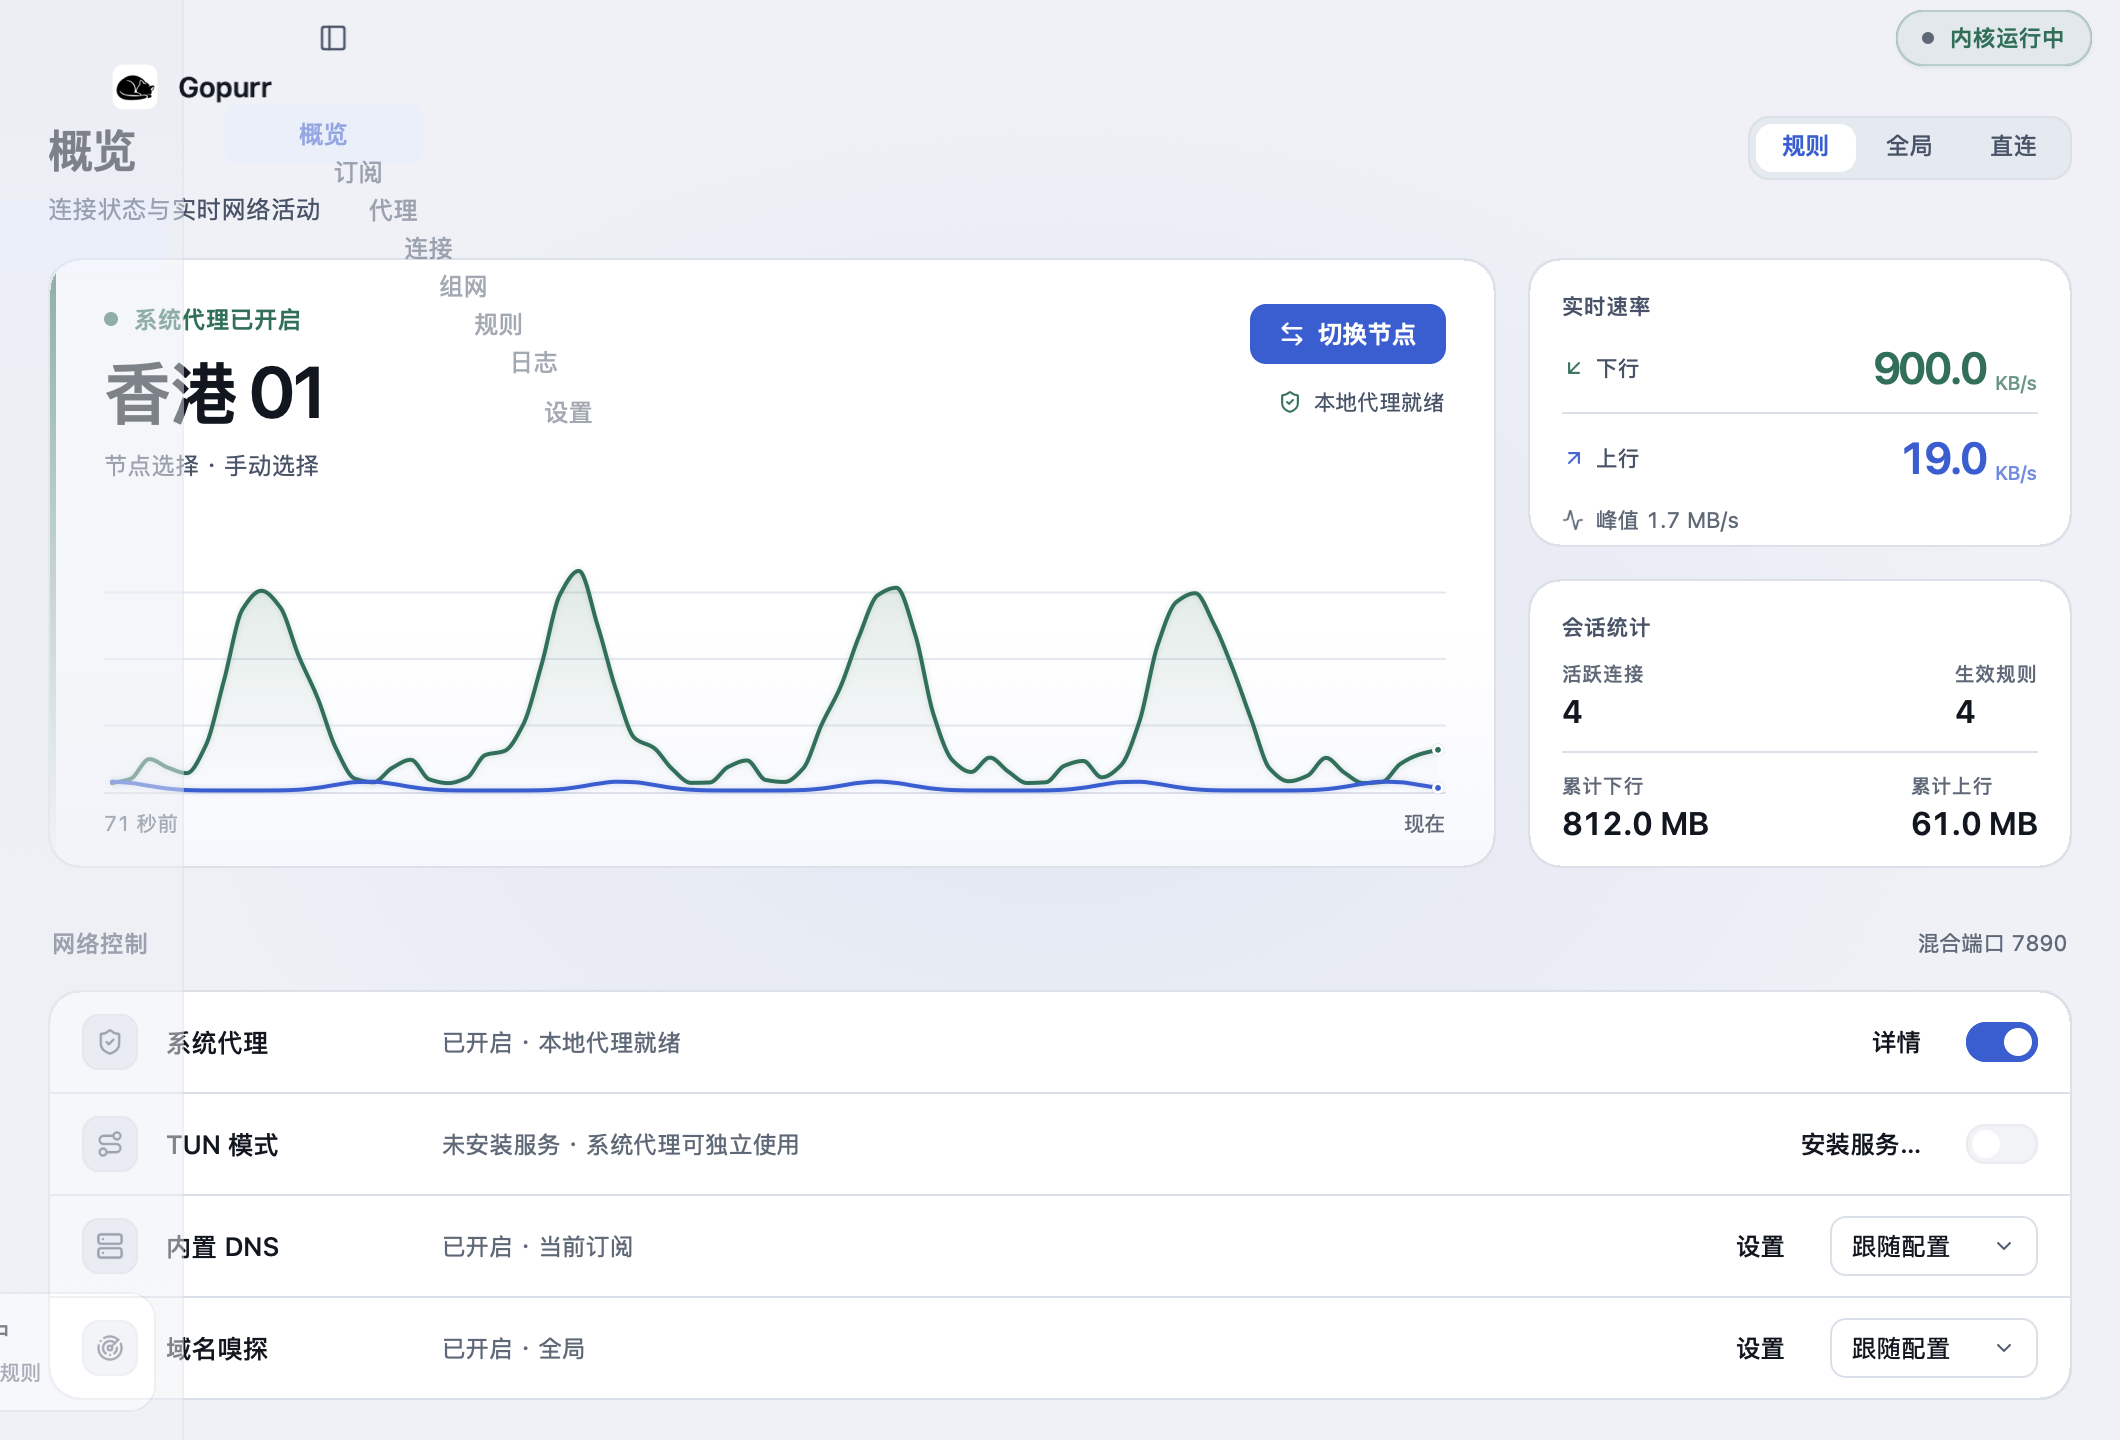 内核运行中
Gopurr
概览
订阅
代理
连接
组网
规则
日志
设置
概览
连接状态与实时网络活动
规则 全局 直连
系统代理已开启
香港 01
节点选择 · 手动选择
切换节点
本地代理就绪
71 秒前
现在
实时速率
下行 900.0 KB/s
上行 19.0 KB/s
峰值 1.7 MB/s
会话统计
活跃连接 生效规则
4 4
累计下行 累计上行
812.0 MB 61.0 MB
网络控制
混合端口 7890
系统代理 已开启 · 本地代理就绪 详情
TUN 模式 未安装服务 · 系统代理可独立使用 安装服务...
内置 DNS 已开启 · 当前订阅 设置 跟随配置
域名嗅探 已开启 · 全局 设置 跟随配置
规则